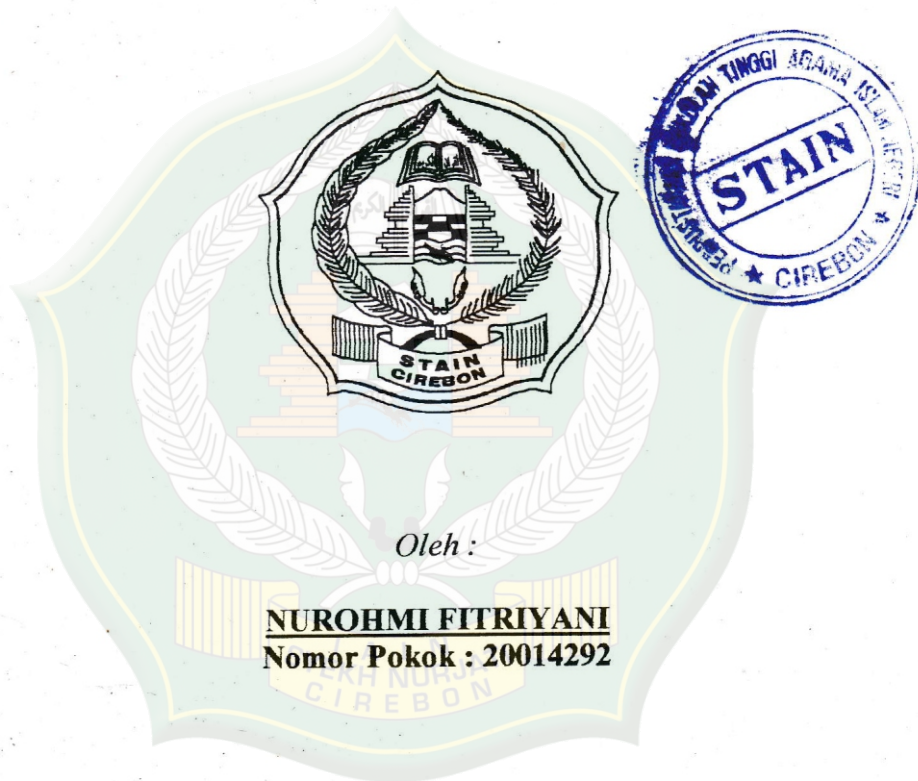 STAIN
CIREBON
TINGGI AGAMA ISLAM
STAIN
★ CIREBON ★
Oleh :
NUROHMI FITRIYANI
Nomor Pokok : 20014292
CIREBON